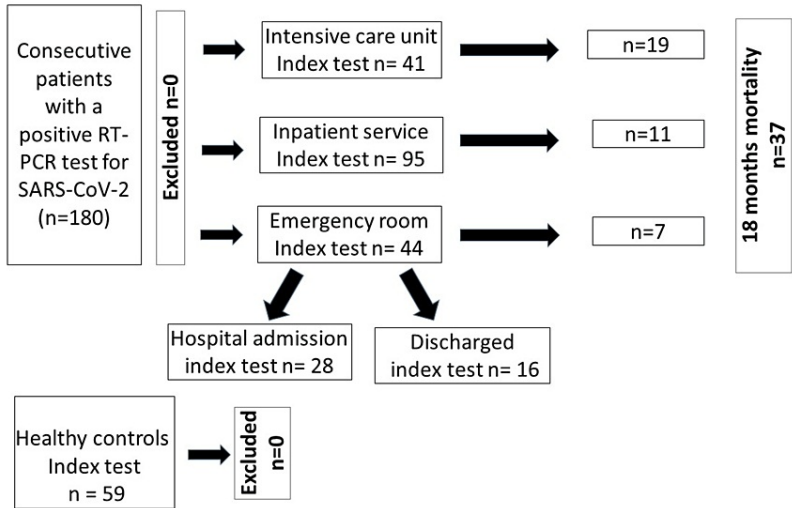 Consecutive
patients
with a
positive RT-
PCR test for
SARS-CoV-2
(n=180)
Excluded n=0
Intensive care unit
Index test n= 41
n=19
Inpatient service
Index test n= 95
n=11
Emergency room
Index test n= 44
n=7
18 months mortality
n=37
Hospital admission
index test n= 28
Discharged
index test n= 16
Healthy controls
Index test
n = 59
Excluded
n=0